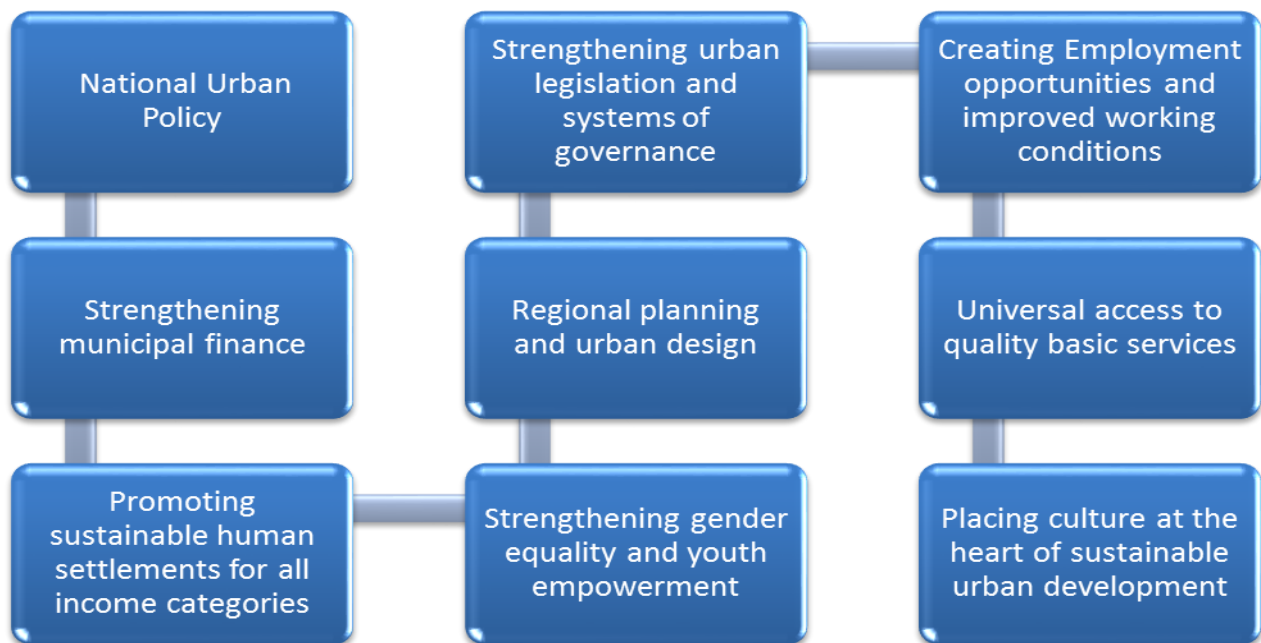 National Urban
Policy
Strengthening
municipal finance
Promoting
sustainable human
settlements for all
income categories
Strengthening gender
equality and youth
empowerment
Regional planning
and urban design
Strengthening urban
legislation and
systems of
governance
Creating Employment
opportunities and
improved working
conditions
Universal access to
quality basic services
Placing culture at the
heart of sustainable
urban development